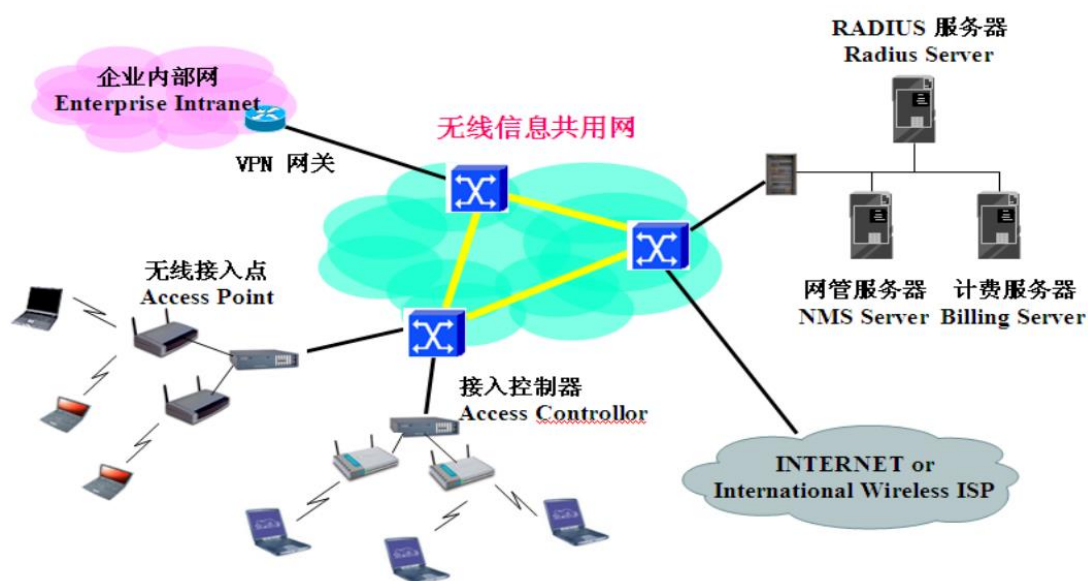 RADIUS 服务器
Radius Server
企业内部网
Enterprise Intranet
无线信息共用网
VPN 网关
无线接入点
Access Point
网管服务器
NMS Server
计费服务器
Billing Server
接入控制器
Access Controllor
INTERNET or
International Wireless ISP